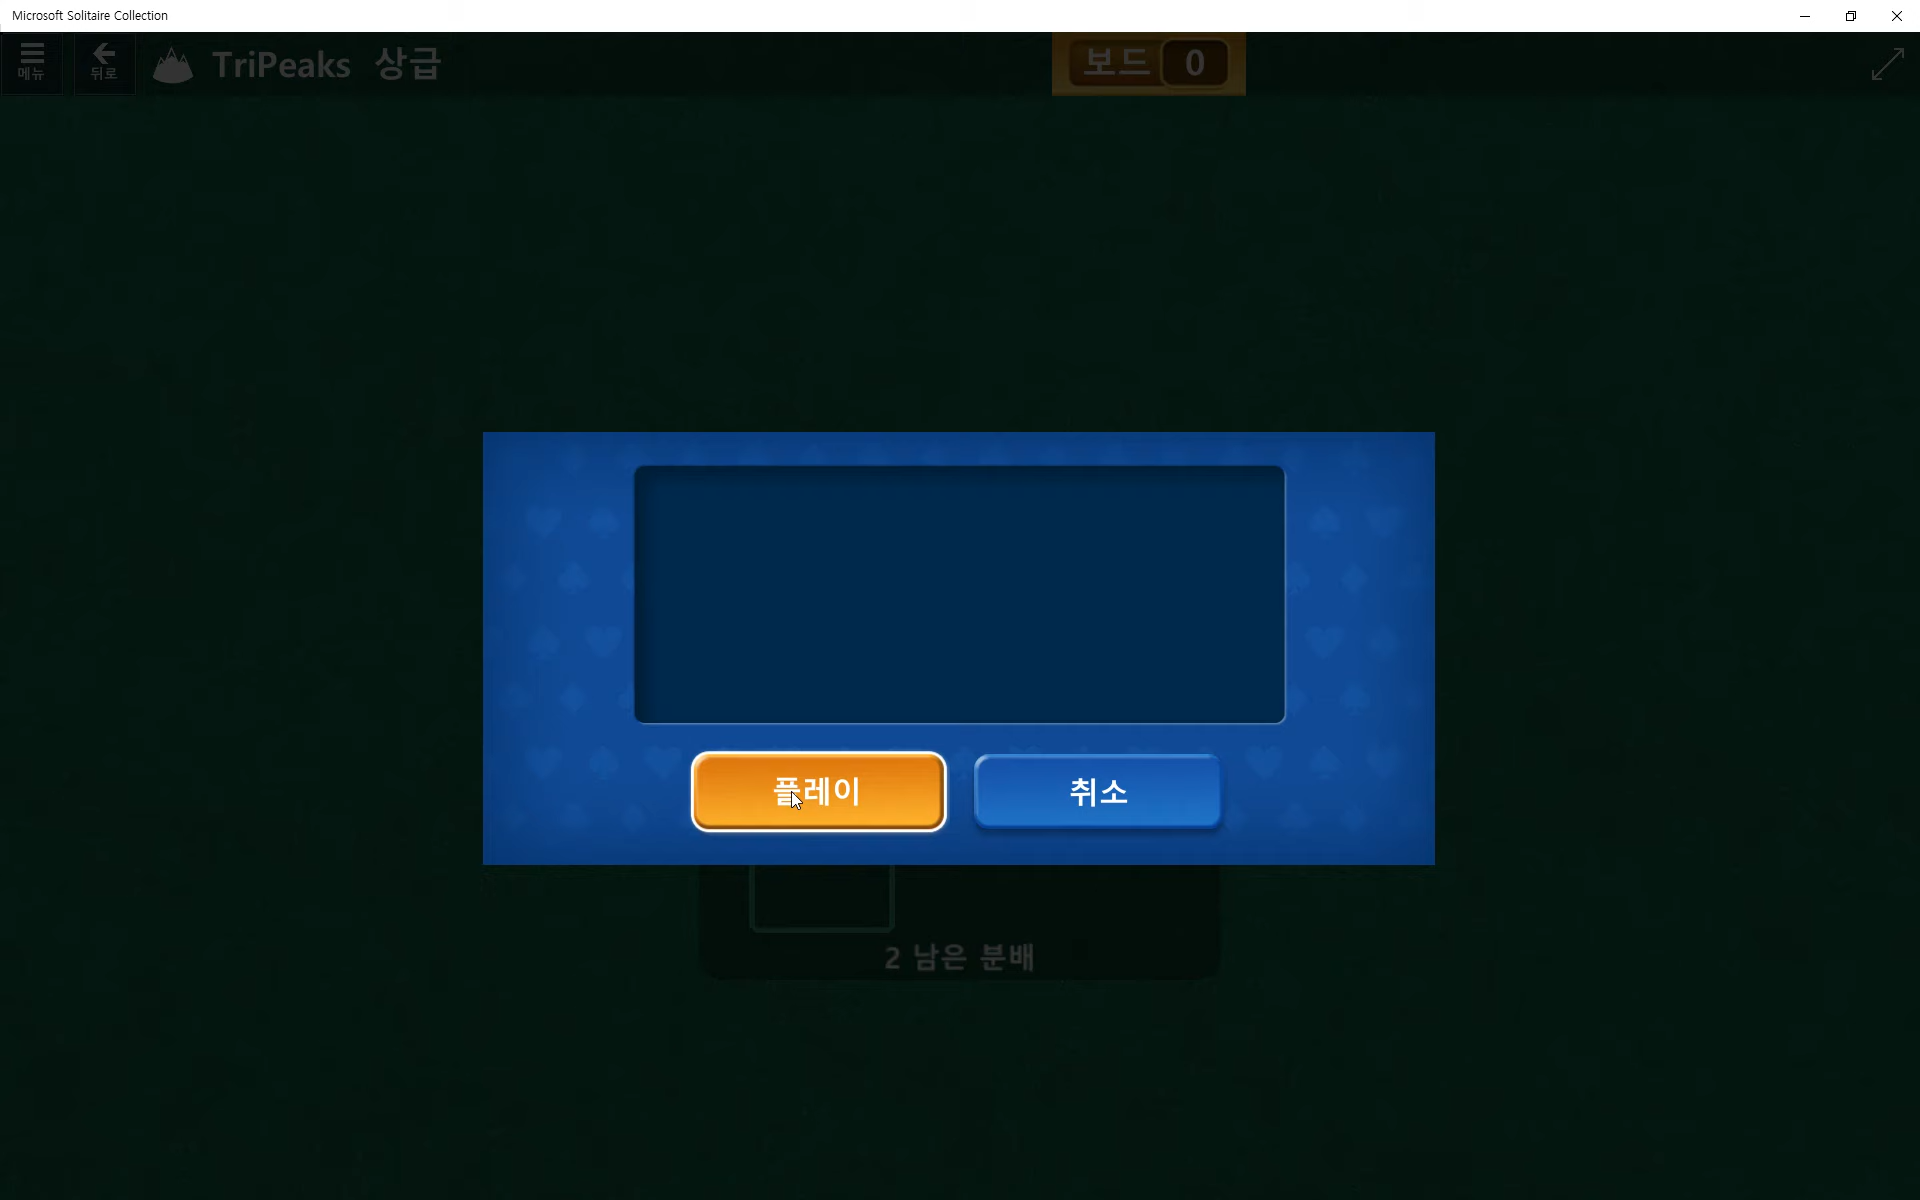 Microsoft Solitaire Collection
메뉴
뒤로
TriPeaks 상급
보드 0
플레이
취소
2 남은 분배